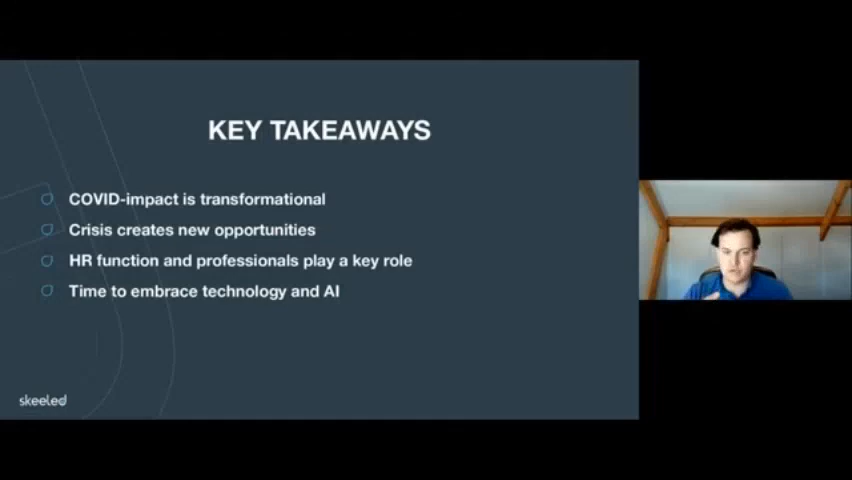 KEY TAKEAWAYS
COVID-impact is transformational
Crisis creates new opportunities
HR function and professionals play a key role
Time to embrace technology and AI
skeeled